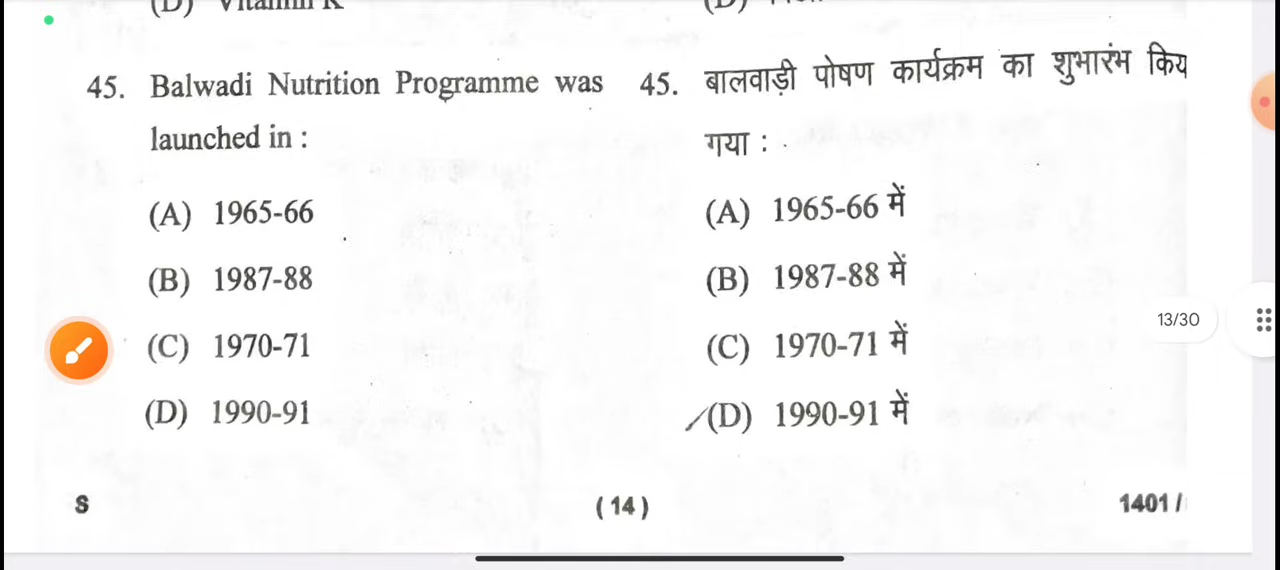 45. Balwadi Nutrition Programme was
launched in :
(A) 1965-66
(B) 1987-88
(C) 1970-71
(D) 1990-91
45. बालवाड़ी पोषण कार्यक्रम का शुभारंभ किय
गया :
(A) 1965-66 में
(B) 1987-88 में
(C) 1970-71 में
(D) 1990-91 में
13/30
S
( 14 )
1401 /